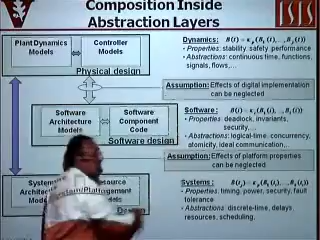 Composition Inside
Abstraction Layers
ISIS
Plant Dynamics
Models
Controller
Models
Physical design
Dynamics:
• Properties: stability, safety, performance
• Abstractions: continuous time, functions,
signals, flows,...
Assumption: Effects of digital implementation
can be neglected
Software
Architecture
Models
Software
Component
Code
Software design
Software :
• Properties: deadlock, invariants,
security,...
• Abstractions: logical-time, concurrency,
atomicity, ideal communication,..
Assumption: Effects of platform properties
can be neglected
System
Resource
Systems :
• Properties: timing, power, security, fault
tolerance
• Abstractions: discrete-time, delays,
resources, scheduling,